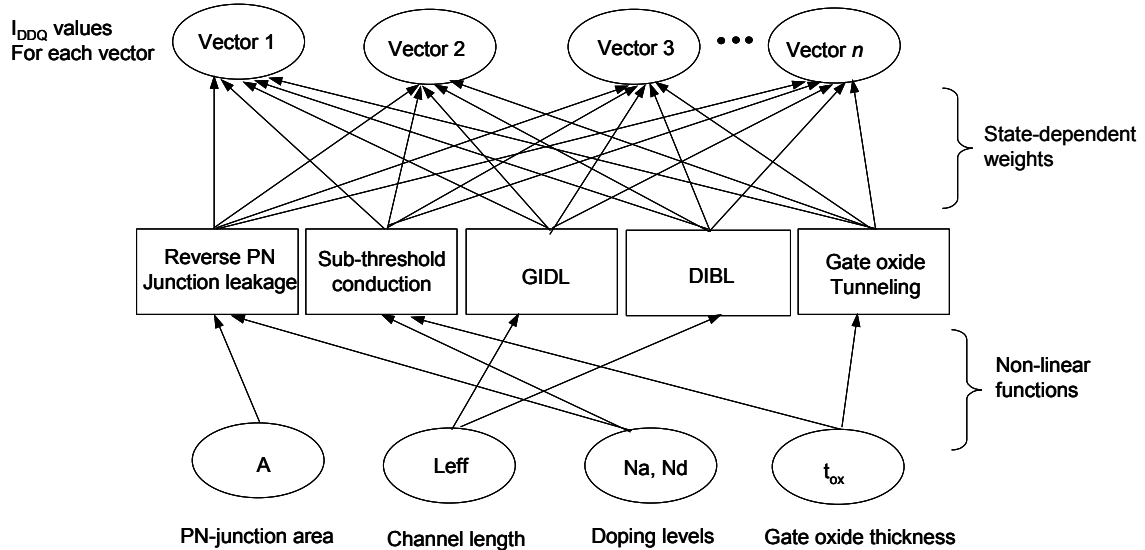 I_DDQ values
For each vector
Vector 1
Vector 2
Vector 3
•••
Vector n
State-dependent
weights
Reverse PN
Junction leakage
Sub-threshold
conduction
GIDL
DIBL
Gate oxide
Tunneling
Non-linear
functions
A
Leff
Na, Nd
t_ox
PN-junction area
Channel length
Doping levels
Gate oxide thickness